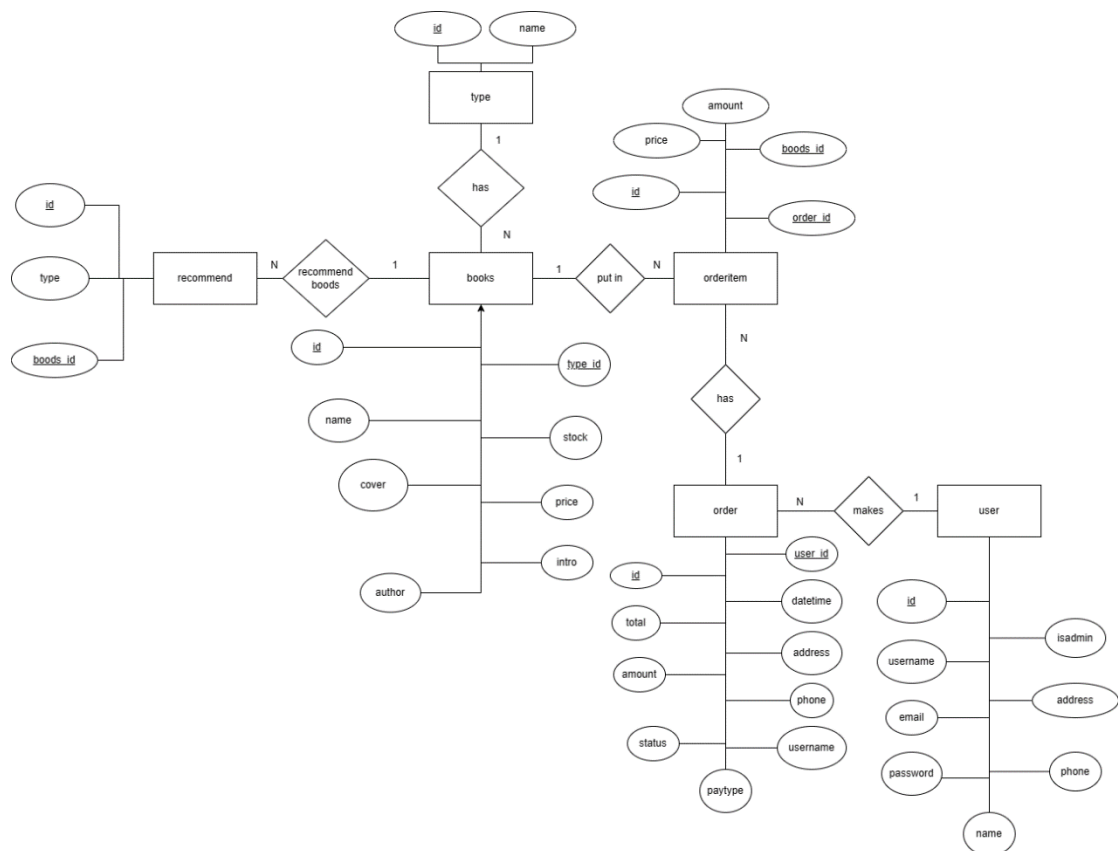 id
name
type
1
has
N
amount
price
boods_id
id
order_id
id
type
boods_id
recommend
N
recommend
boods
1
books
1
put in
N
orderitem
id
type_id
name
stock
cover
price
intro
author
N
has
1
order
N
makes
1
user
user_id
id
datetime
total
address
amount
phone
status
username
paytype
id
isadmin
username
address
email
password
phone
name